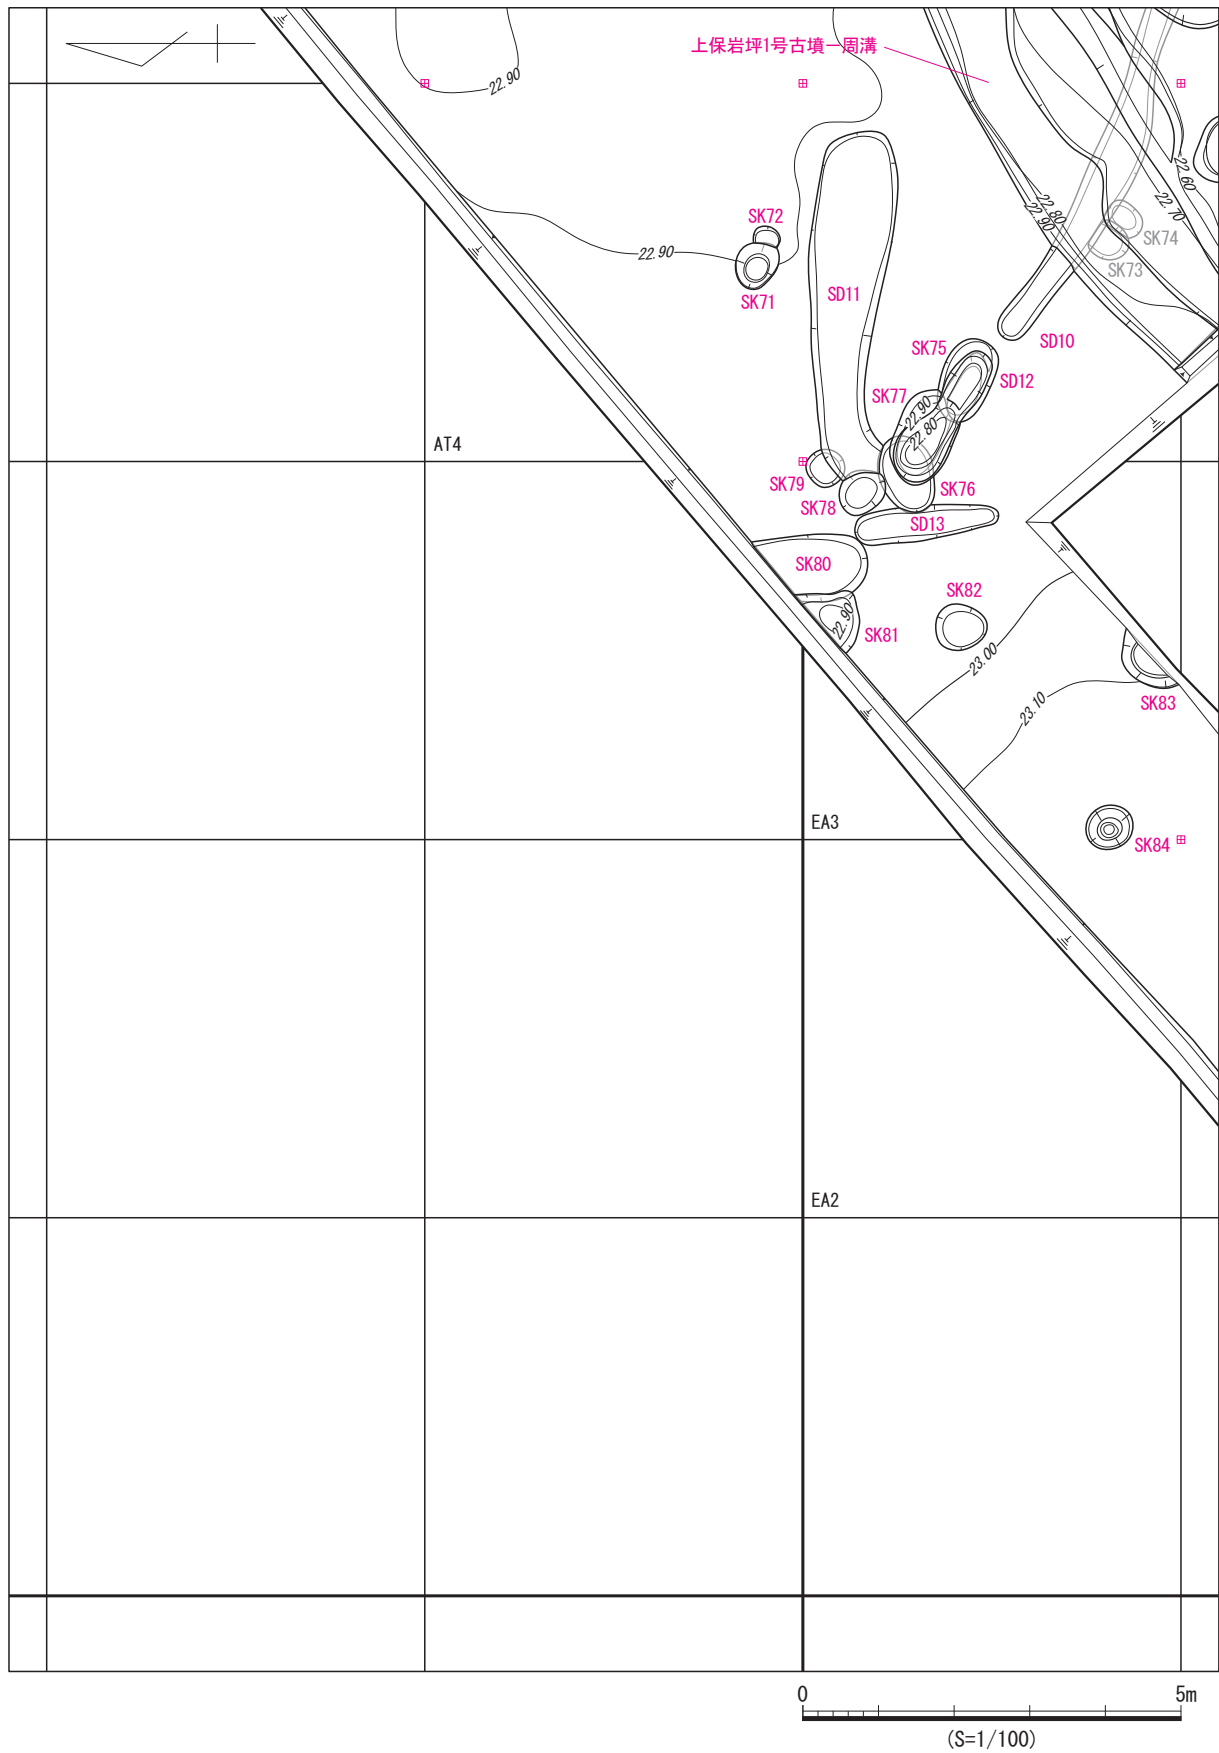 上保岩坪1号古墳―周溝
22.90
22.60
22.70
22.80
22.90
SK74
SK73
SK72
22.90
SK71
SD11
SD10
SK75
SD12
SK77
22.90
22.80
AT4
SK79
SK78
SK76
SD13
SK80
SK82
22.90
SK81
23.00
23.10
SK83
EA3
SK84
EA2
0 5m
(S=1/100)